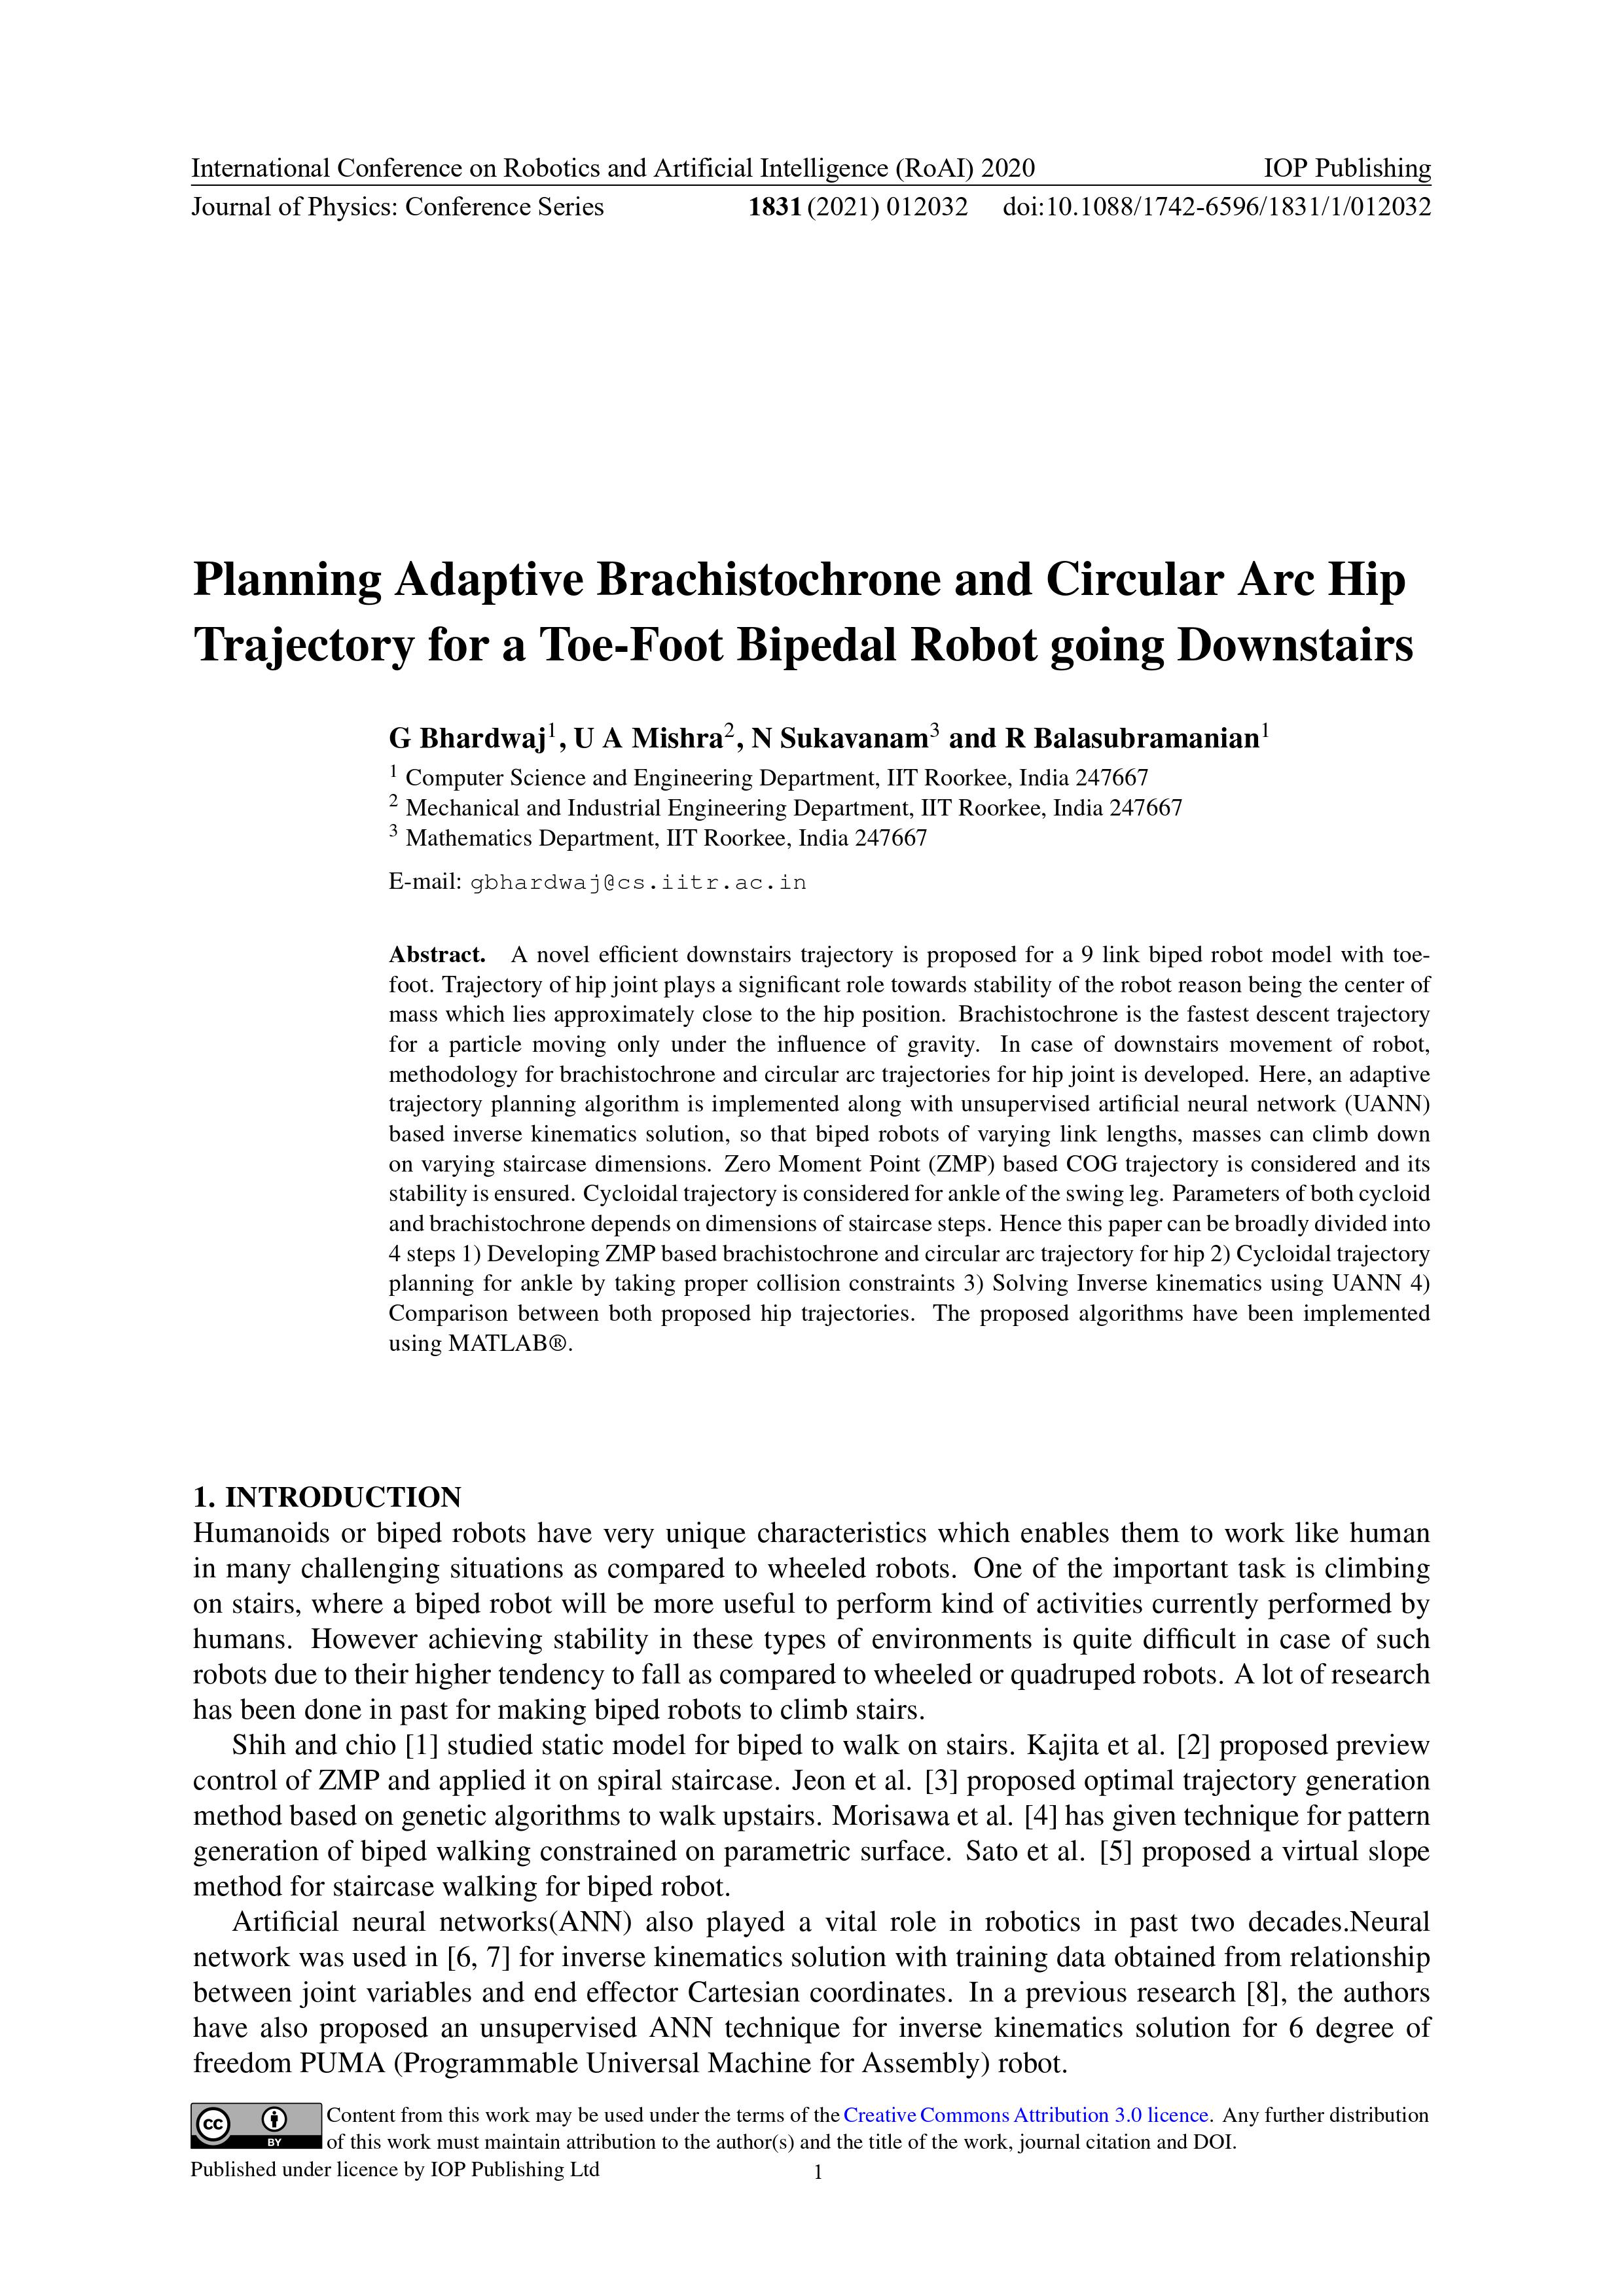 International Conference on Robotics and Artificial Intelligence (RoAI) 2020 IOP Publishing
Journal of Physics: Conference Series 1831 (2021) 012032 doi:10.1088/1742-6596/1831/1/012032
Planning Adaptive Brachistochrone and Circular Arc Hip
Trajectory for a Toe-Foot Bipedal Robot going Downstairs
G Bhardwaj1, U A Mishra2, N Sukavanam3 and R Balasubramanian1
1 Computer Science and Engineering Department, IIT Roorkee, India 247667
2 Mechanical and Industrial Engineering Department, IIT Roorkee, India 247667
3 Mathematics Department, IIT Roorkee, India 247667
E-mail: gbhardwaj@cs.iitr.ac.in
Abstract. A novel efficient downstairs trajectory is proposed for a 9 link biped robot model with toe-
foot. Trajectory of hip joint plays a significant role towards stability of the robot reason being the center of
mass which lies approximately close to the hip position. Brachistochrone is the fastest descent trajectory
for a particle moving only under the influence of gravity. In case of downstairs movement of robot,
methodology for brachistochrone and circular arc trajectories for hip joint is developed. Here, an adaptive
trajectory planning algorithm is implemented along with unsupervised artificial neural network (UANN)
based inverse kinematics solution, so that biped robots of varying link lengths, masses can climb down
on varying staircase dimensions. Zero Moment Point (ZMP) based COG trajectory is considered and its
stability is ensured. Cycloidal trajectory is considered for ankle of the swing leg. Parameters of both cycloid
and brachistochrone depends on dimensions of staircase steps. Hence this paper can be broadly divided into
4 steps 1) Developing ZMP based brachistochrone and circular arc trajectory for hip 2) Cycloidal trajectory
planning for ankle by taking proper collision constraints 3) Solving Inverse kinematics using UANN 4)
Comparison between both proposed hip trajectories. The proposed algorithms have been implemented
using MATLAB®.
1. INTRODUCTION
Humanoids or biped robots have very unique characteristics which enables them to work like human
in many challenging situations as compared to wheeled robots. One of the important task is climbing
on stairs, where a biped robot will be more useful to perform kind of activities currently performed by
humans. However achieving stability in these types of environments is quite difficult in case of such
robots due to their higher tendency to fall as compared to wheeled or quadruped robots. A lot of research
has been done in past for making biped robots to climb stairs.
Shih and chio [1] studied static model for biped to walk on stairs. Kajita et al. [2] proposed preview
control of ZMP and applied it on spiral staircase. Jeon et al. [3] proposed optimal trajectory generation
method based on genetic algorithms to walk upstairs. Morisawa et al. [4] has given technique for pattern
generation of biped walking constrained on parametric surface. Sato et al. [5] proposed a virtual slope
method for staircase walking for biped robot.
Artificial neural networks(ANN) also played a vital role in robotics in past two decades.Neural
network was used in [6, 7] for inverse kinematics solution with training data obtained from relationship
between joint variables and end effector Cartesian coordinates. In a previous research [8], the authors
have also proposed an unsupervised ANN technique for inverse kinematics solution for 6 degree of
freedom PUMA (Programmable Universal Machine for Assembly) robot.
cc BY
Content from this work may be used under the terms of the Creative Commons Attribution 3.0 licence. Any further distribution
of this work must maintain attribution to the author(s) and the title of the work, journal citation and DOI.
Published under licence by IOP Publishing Ltd 1